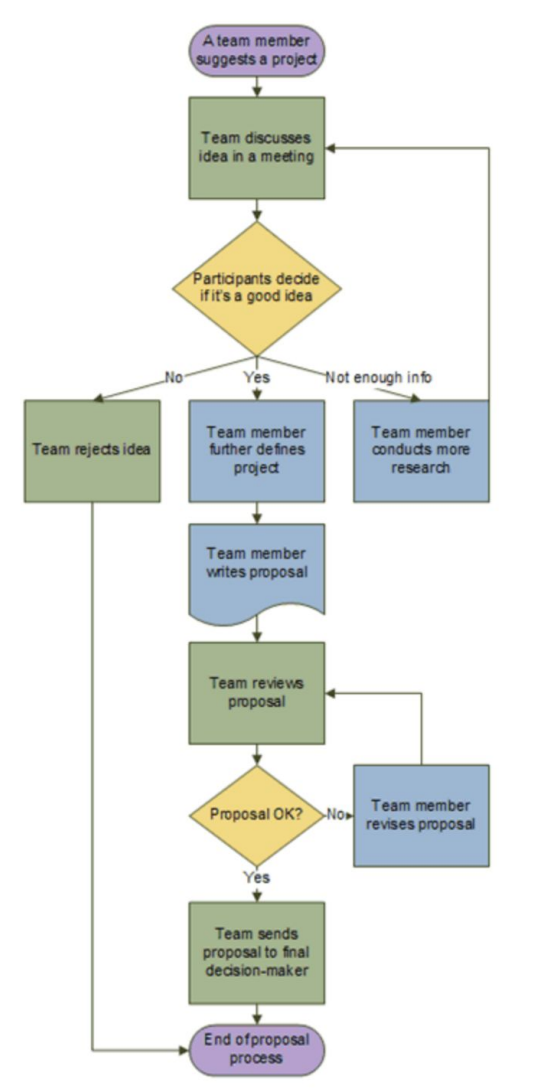 A team member
suggests a project
Team discusses
idea in a meeting
Participants decide
if it's a good idea
No
Yes
Not enough info
Team rejects idea
Team member
further defines
project
Team member
conducts more
research
Team member
writes proposal
Team reviews
proposal
Proposal OK?
No
Team member
revises proposal
Yes
Team sends
proposal to final
decision-maker
End of proposal
process